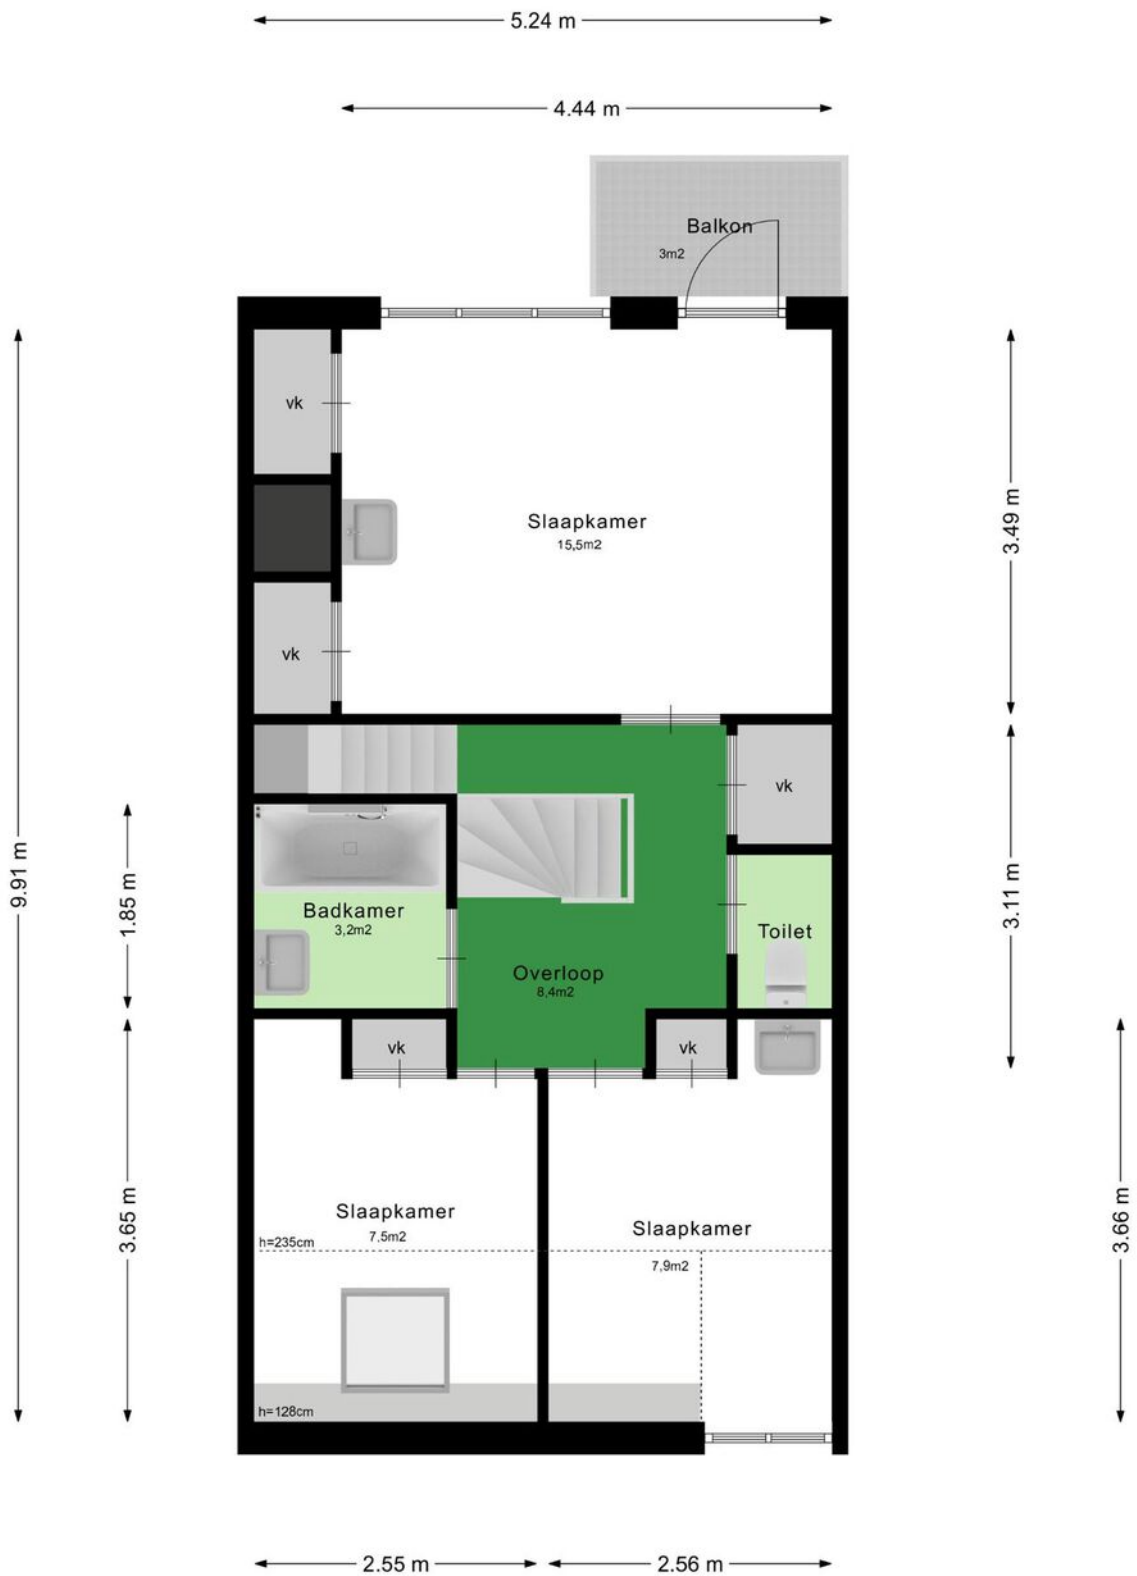 5.24 m
4.44 m
Balkon
3m2
vk
3.49 m
Slaapkamer
15,5m2
vk
vk
9.91 m
1.85 m
3.11 m
Badkamer
3,2m2
Toilet
Overloop
8,4m2
vk
vk
3.65 m
3.66 m
Slaapkamer
7,5m2
Slaapkamer
7,9m2
h=235cm
h=128cm
2.55 m
2.56 m